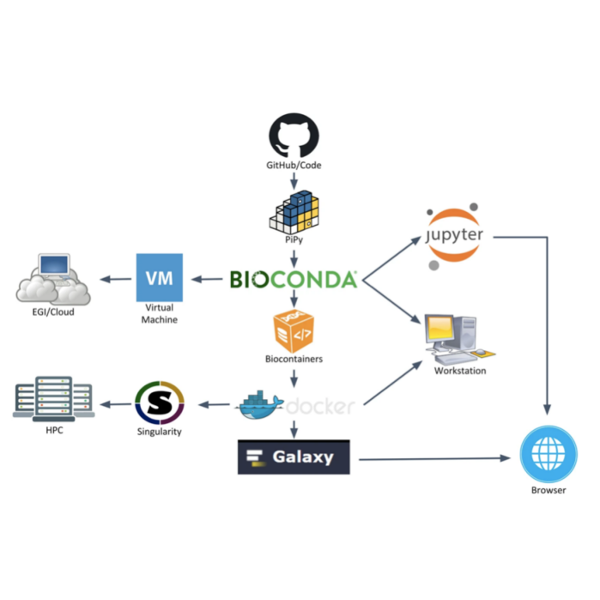 GitHub/Code
PiPy
jupyter
BIOCONDA
VM
EGI/Cloud
Virtual
Machine
</>
Biocontainers
Workstation
HPC
S
Singularity
docker
Galaxy
Browser